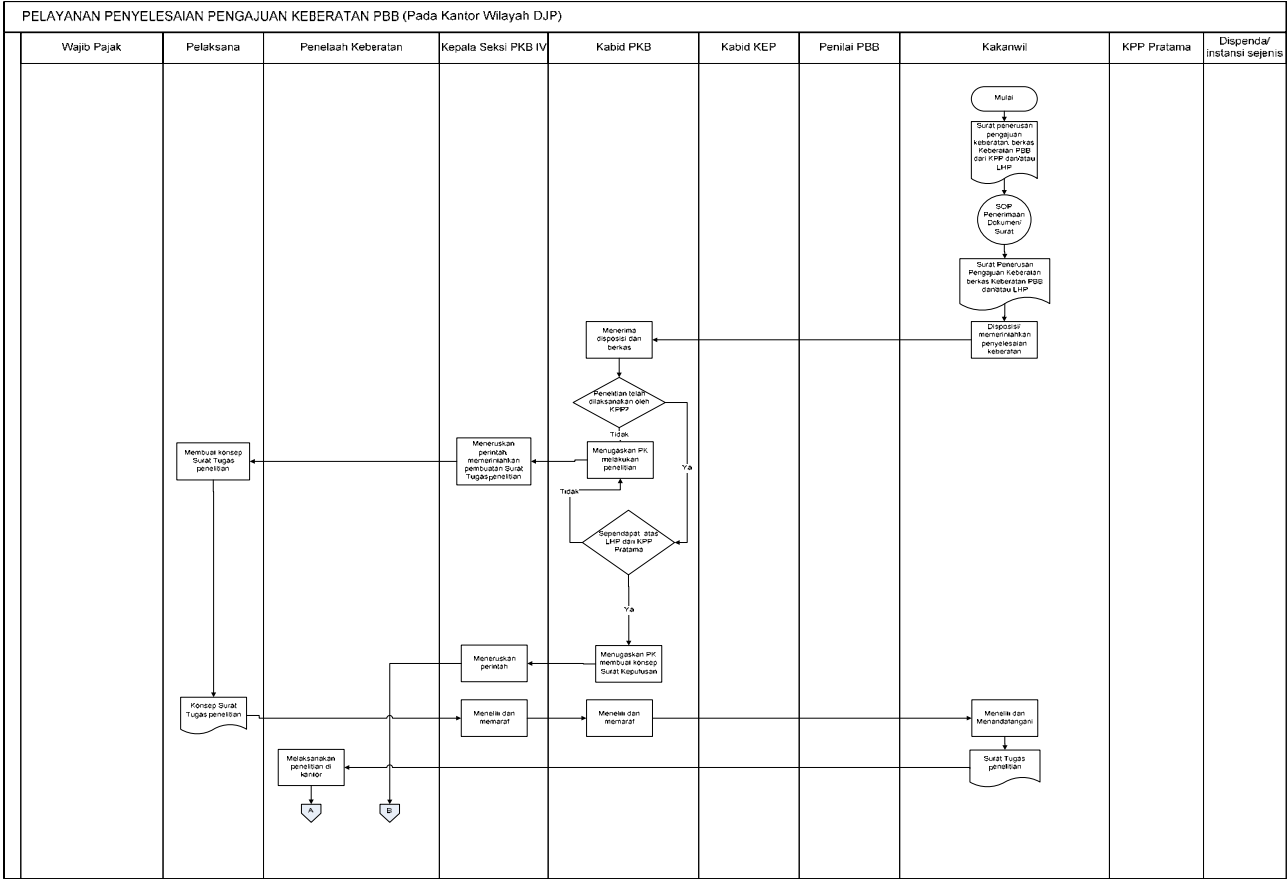 PELAYANAN PENYELESAIAN PENGAJUAN KEBERATAN PBB (Pada Kantor Wilayah DJP)
Wajib Pajak
Pelaksana
Penelaah Keberatan
Kepala Seksi PKB IV
Kabid PKB
Kabid KEP
Penilai PBB
Kakanwil
KPP Pratama
Dispenda/
instansi sejenis
Mulai
Surat penerusan
pengajuan
keberatan, berkas
Keberatan PBB
dari KPP dan/atau
LHP
SOP
Penerimaan
Dokumen/
Surat
Surat Penerusan
Pengajuan Keberatan
berkas Keberatan PBB
dan/atau LHP
Disposisi/
memerintahkan
penyelesaian
keberatan
Menerima
disposisi dan
berkas
Penelitian telah
dilaksanakan oleh
KPP?
Tidak
Ya
Menugaskan PK
melakukan
penelitian
Meneruskan
perintah,
memerintahkan
pembuatan Surat
Tugas penelitian
Membuat konsep
Surat Tugas
penelitian
Tidak
Sependapat atas
LHP dari KPP
Pratama
Ya
Menugaskan PK
membuat konsep
Surat Keputusan
Meneruskan
perintah
Konsep Surat
Tugas penelitian
Meneliti dan
memaraf
Meneliti dan
memaraf
Meneliti dan
Menandatangani
Surat Tugas
penelitian
Melaksanakan
penelitian di
kantor
A
B